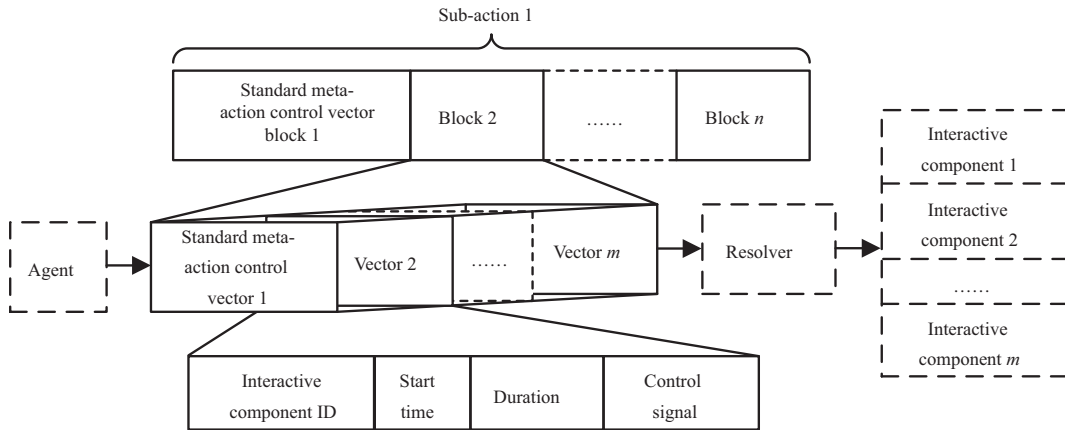 Sub-action 1
Standard meta-
action control vector
block 1
Block 2
......
Block n
Agent
Standard meta-
action control
vector 1
Vector 2
......
Vector m
Resolver
Interactive
component 1
Interactive
component 2
......
Interactive
component m
Interactive
component ID
Start
time
Duration
Control
signal